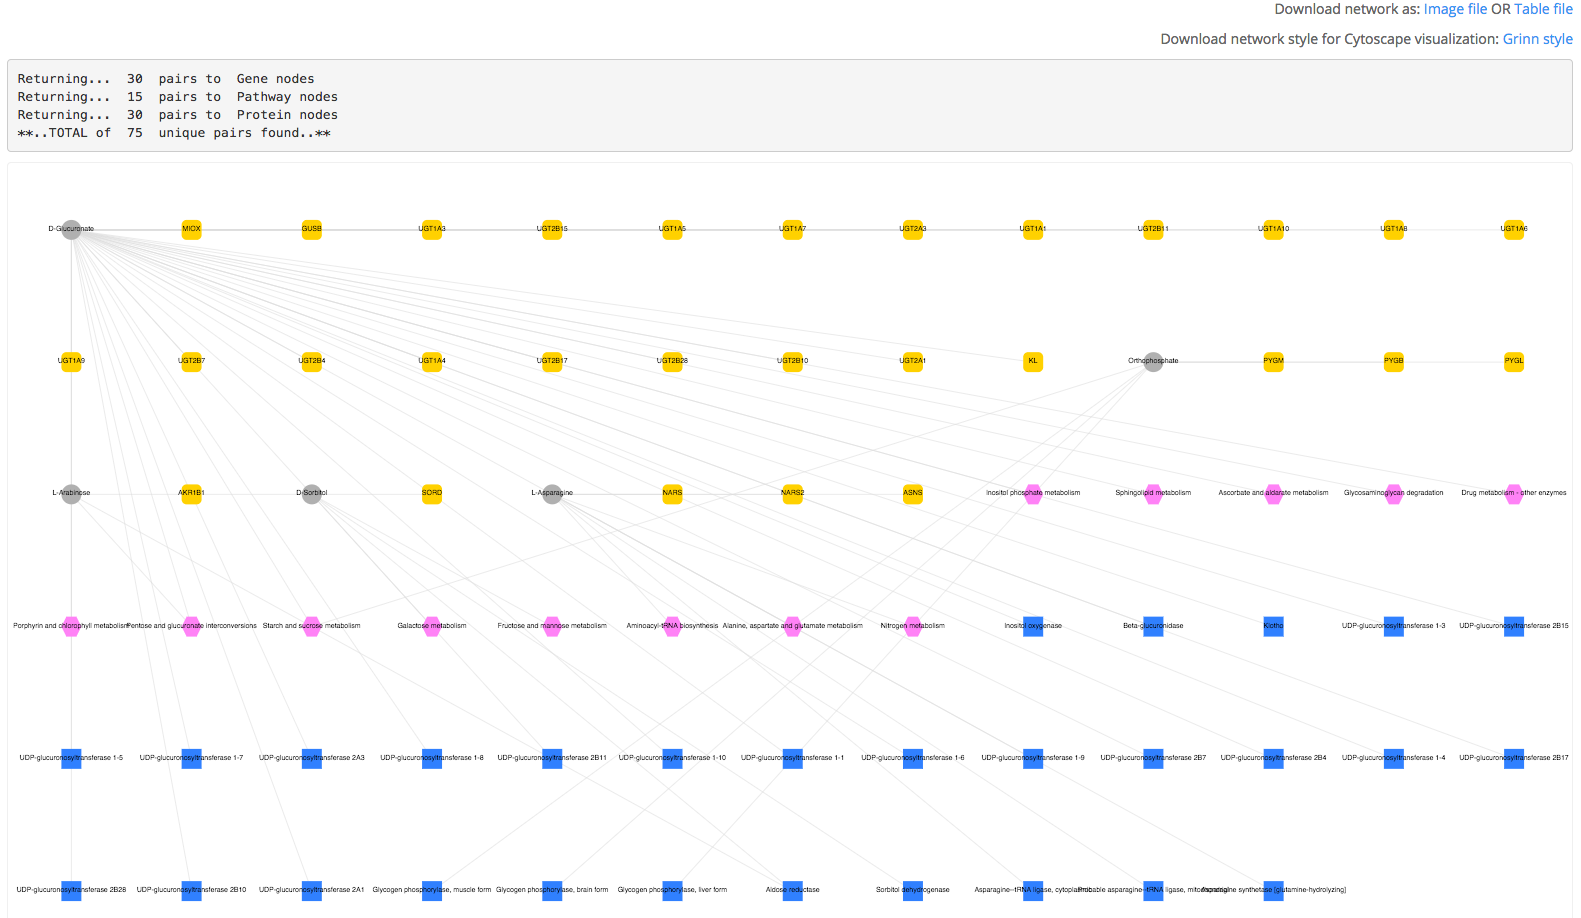 Download network as: Image file OR Table file
Download network style for Cytoscape visualization: Grinn style
Returning... 30 pairs to Gene nodes
Returning... 15 pairs to Pathway nodes
Returning... 30 pairs to Protein nodes
**..TOTAL of 75 unique pairs found..**
D-Glucuronate MIOX GUSB UGT1A3 UGT2B15 UGT1A5 UGT1A7 UGT2A3 UGT1A1 UGT2B11 UGT1A10 UGT1A8 UGT1A6
UGT1A9 UGT2B7 UGT2B4 UGT1A4 UGT2B17 UGT2B28 UGT2B10 UGT2A1 KL Orthophosphate PYGM PYGB PYGL
L-Arabinose AKR1B1 D-Sorbitol SORD L-Asparagine NARS NARS2 ASNS Inositol phosphate metabolism Sphingolipid metabolism Ascorbate and aldarate metabolism Glycosaminoglycan degradation Drug metabolism - other enzymes
Porphyrin and chlorophyll metabolism Pentose and glucuronate interconversions Starch and sucrose metabolism Galactose metabolism Fructose and mannose metabolism Aminoacyl-tRNA biosynthesis Alanine, aspartate and glutamate metabolism Nitrogen metabolism Inositol oxygenase Beta-glucuronidase Klotho UDP-glucuronosyltransferase 1-3 UDP-glucuronosyltransferase 2B15
UDP-glucuronosyltransferase 1-5 UDP-glucuronosyltransferase 1-7 UDP-glucuronosyltransferase 2A3 UDP-glucuronosyltransferase 1-8 UDP-glucuronosyltransferase 2B11 UDP-glucuronosyltransferase 1-10 UDP-glucuronosyltransferase 1-1 UDP-glucuronosyltransferase 1-6 UDP-glucuronosyltransferase 1-9 UDP-glucuronosyltransferase 2B7 UDP-glucuronosyltransferase 2B4 UDP-glucuronosyltransferase 1-4 UDP-glucuronosyltransferase 2B17
UDP-glucuronosyltransferase 2B28 UDP-glucuronosyltransferase 2B10 UDP-glucuronosyltransferase 2A1 Glycogen phosphorylase, muscle form Glycogen phosphorylase, brain form Glycogen phosphorylase, liver form Aldose reductase Sorbitol dehydrogenase Asparagine--tRNA ligase, cytoplasmic Probable asparagine--tRNA ligase, mitochondrial Asparagine synthetase [glutamine-hydrolyzing]